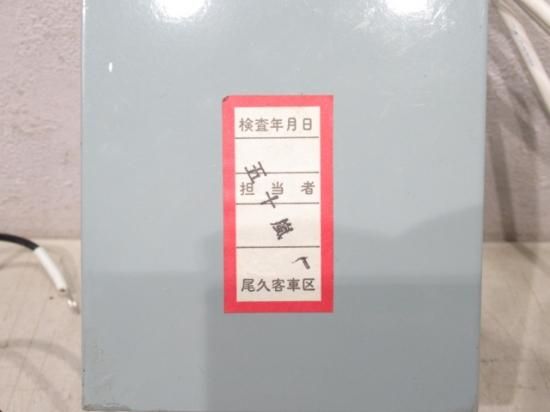 検査年月日
担当者
五十嵐
尾久客車区